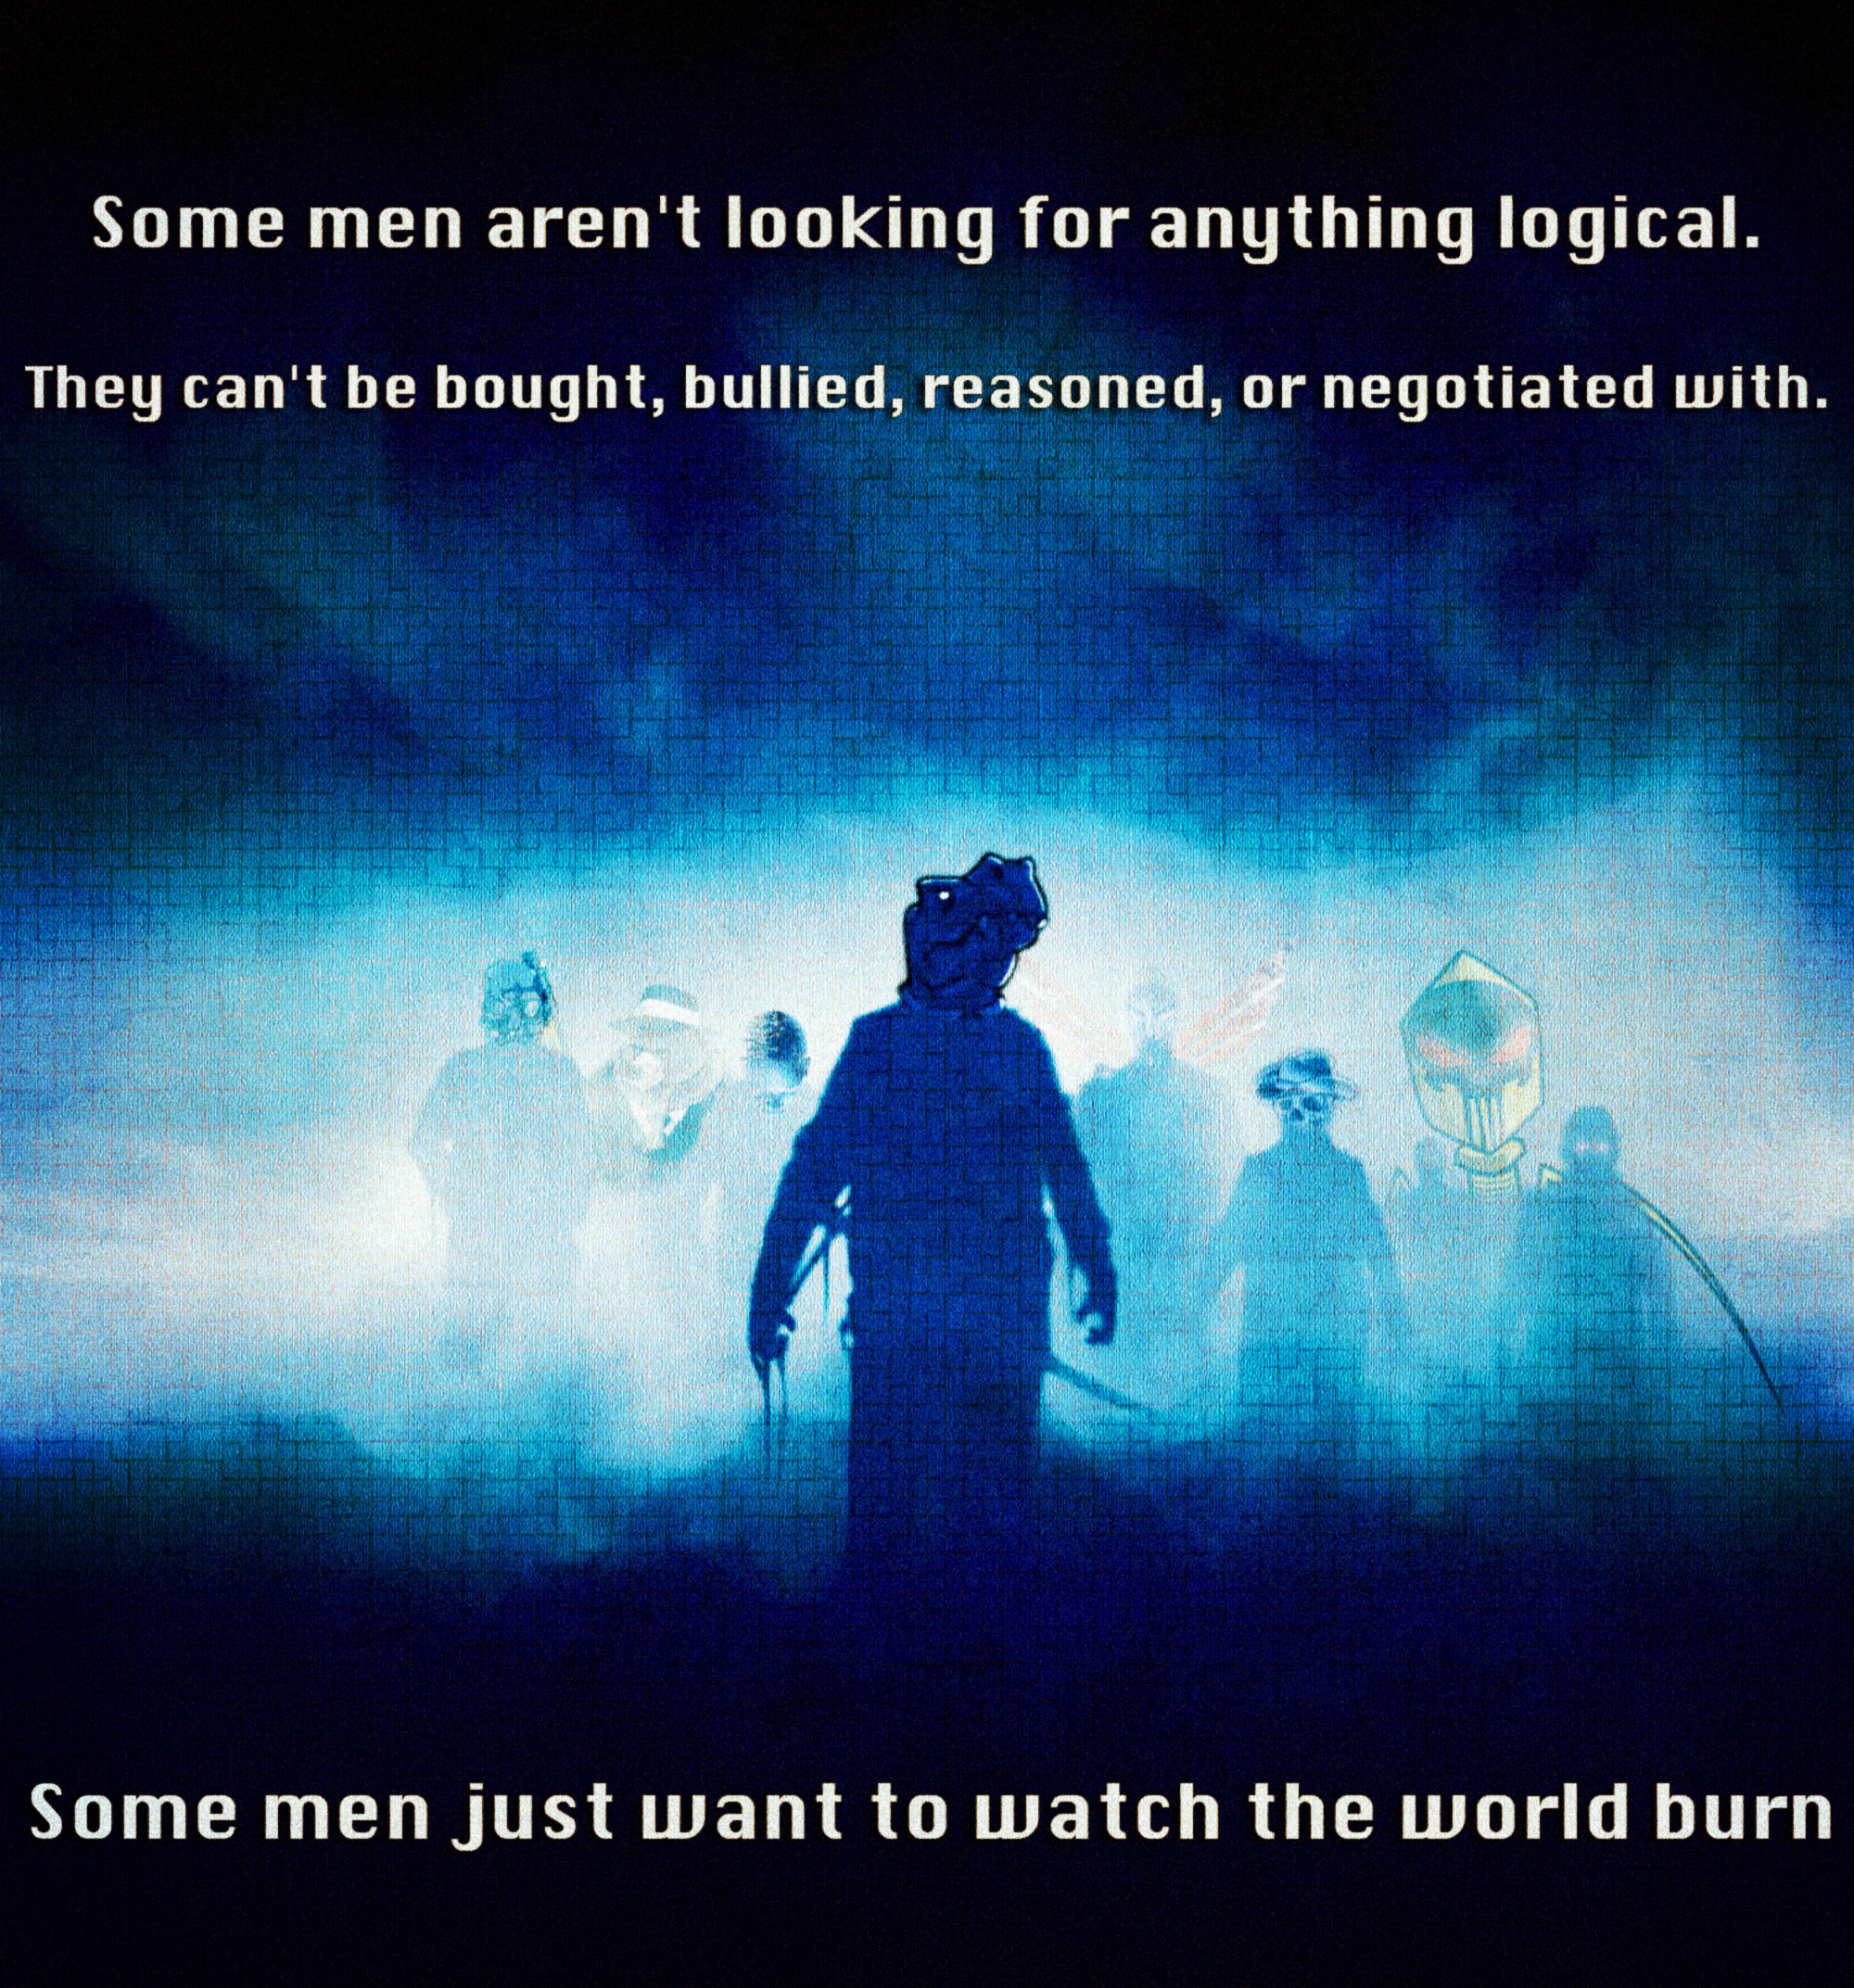 Some men aren't looking for anything logical.
They can't be bought, bullied, reasoned, or negotiated with.
Some men just want to watch the world burn